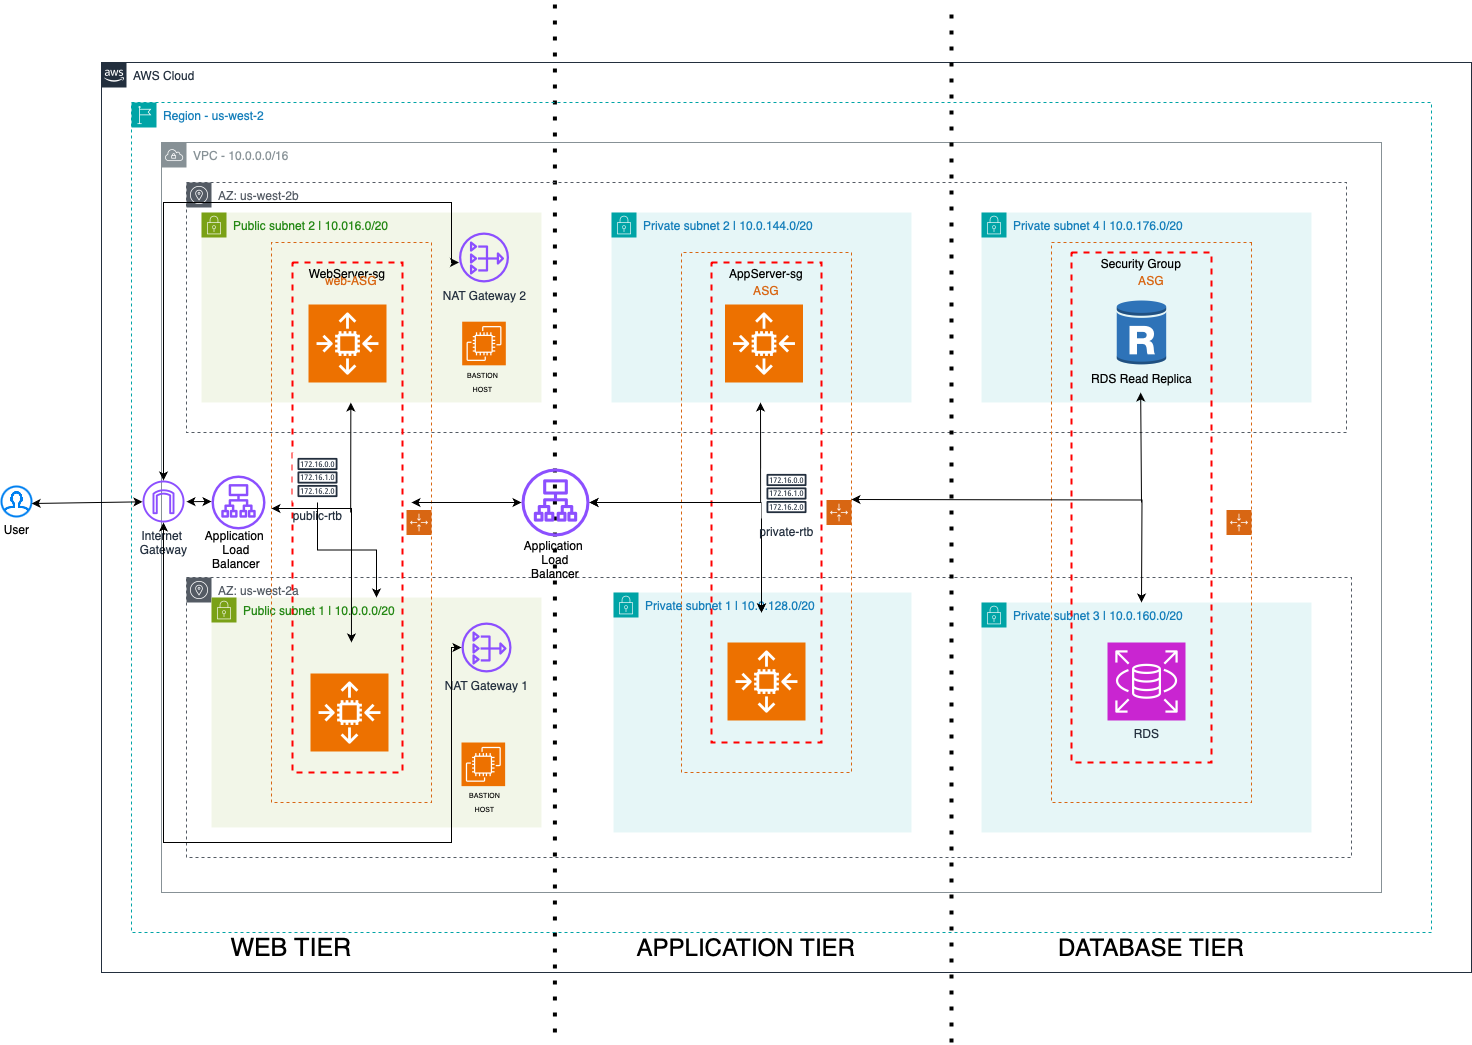 aws
AWS Cloud
Region - us-west-2
VPC - 10.0.0.0/16
AZ: us-west-2b
Public subnet 2 | 10.016.0/20
Private subnet 2 | 10.0.144.0/20
Private subnet 4 | 10.0.176.0/20
WebServer-sg
web-ASG
NAT Gateway 2
BASTION
HOST
AppServer-sg
ASG
Security Group
ASG
R
RDS Read Replica
172.16.0.0
172.16.1.0
172.16.2.0
public-rtb
172.16.0.0
172.16.1.0
172.16.2.0
private-rtb
User
Internet
Gateway
Application
Load
Balancer
Application
Load
Balancer
AZ: us-west-2a
Public subnet 1 | 10.0.0.0/20
Private subnet 1 | 10.0.128.0/20
Private subnet 3 | 10.0.160.0/20
NAT Gateway 1
BASTION
HOST
RDS
WEB TIER
APPLICATION TIER
DATABASE TIER